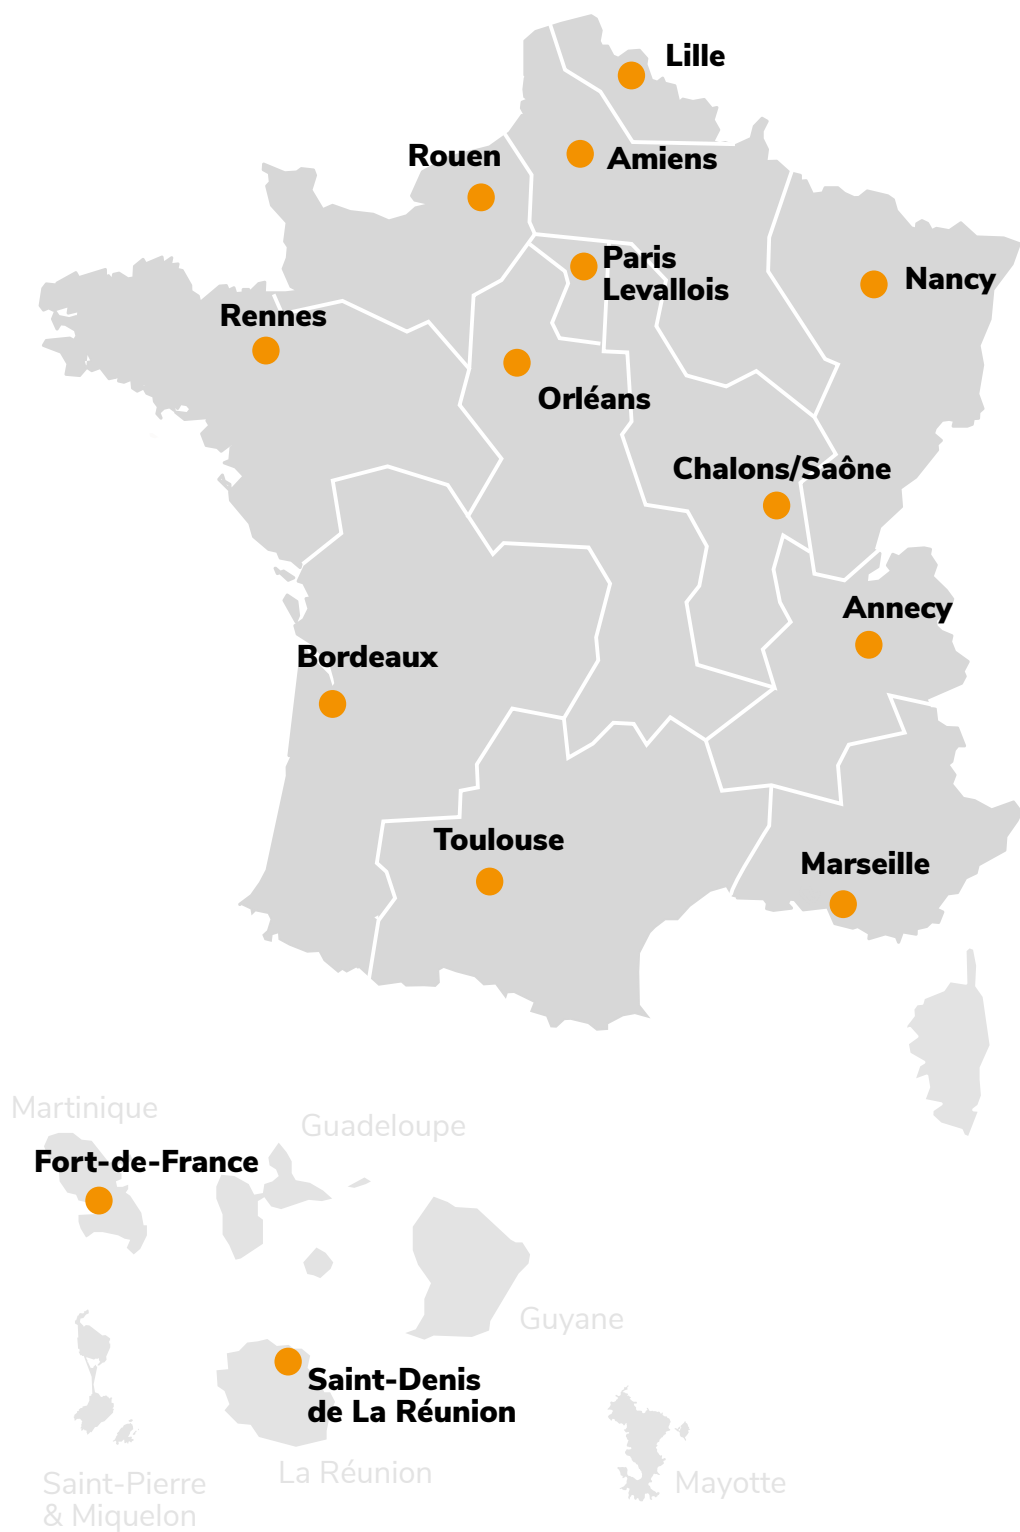 Lille
Rouen
Amiens
Paris
Levallois
Nancy
Rennes
Orléans
Chalons/Saône
Annecy
Bordeaux
Toulouse
Marseille
Martinique
Guadeloupe
Fort-de-France
Guyane
Saint-Denis
de La Réunion
La Réunion
Saint-Pierre
& Miquelon
Mayotte